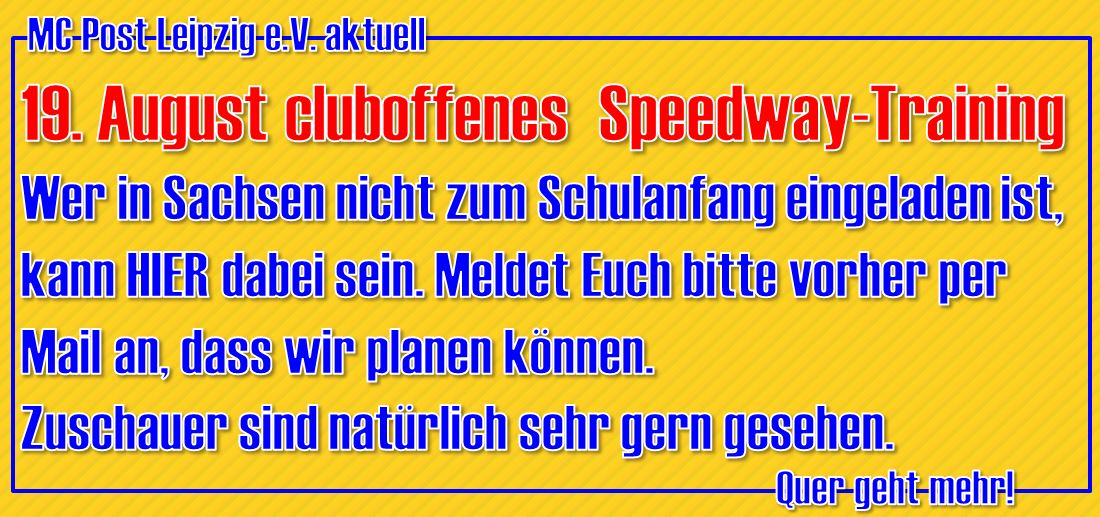 MC Post Leipzig e.V. aktuell
19. August cluboffenes Speedway-Training
Wer in Sachsen nicht zum Schulanfang eingeladen ist,
kann HIER dabei sein. Meldet Euch bitte vorher per
Mail an, dass wir planen können.
Zuschauer sind natürlich sehr gern gesehen.
Quer geht mehr!